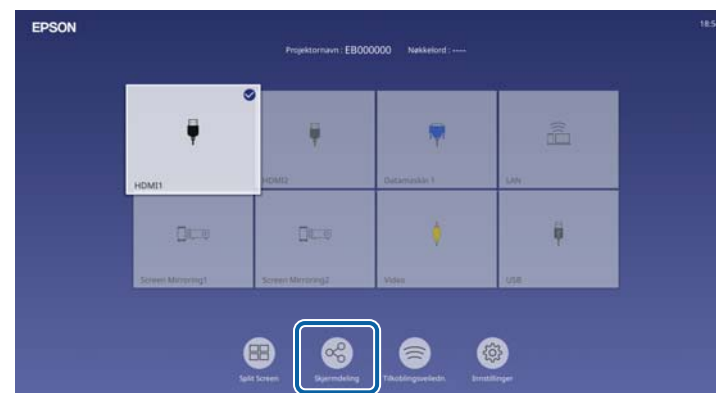 EPSON
18:5
Projektornavn : EB000000 Nøkkelord : ----
HDMI1
HDMI2
Datamaskin 1
LAN
Screen Mirroring1
Screen Mirroring2
Video
USB
Split Screen
Skjermdeling
Tilkoblingsveiledn.
Innstillinger